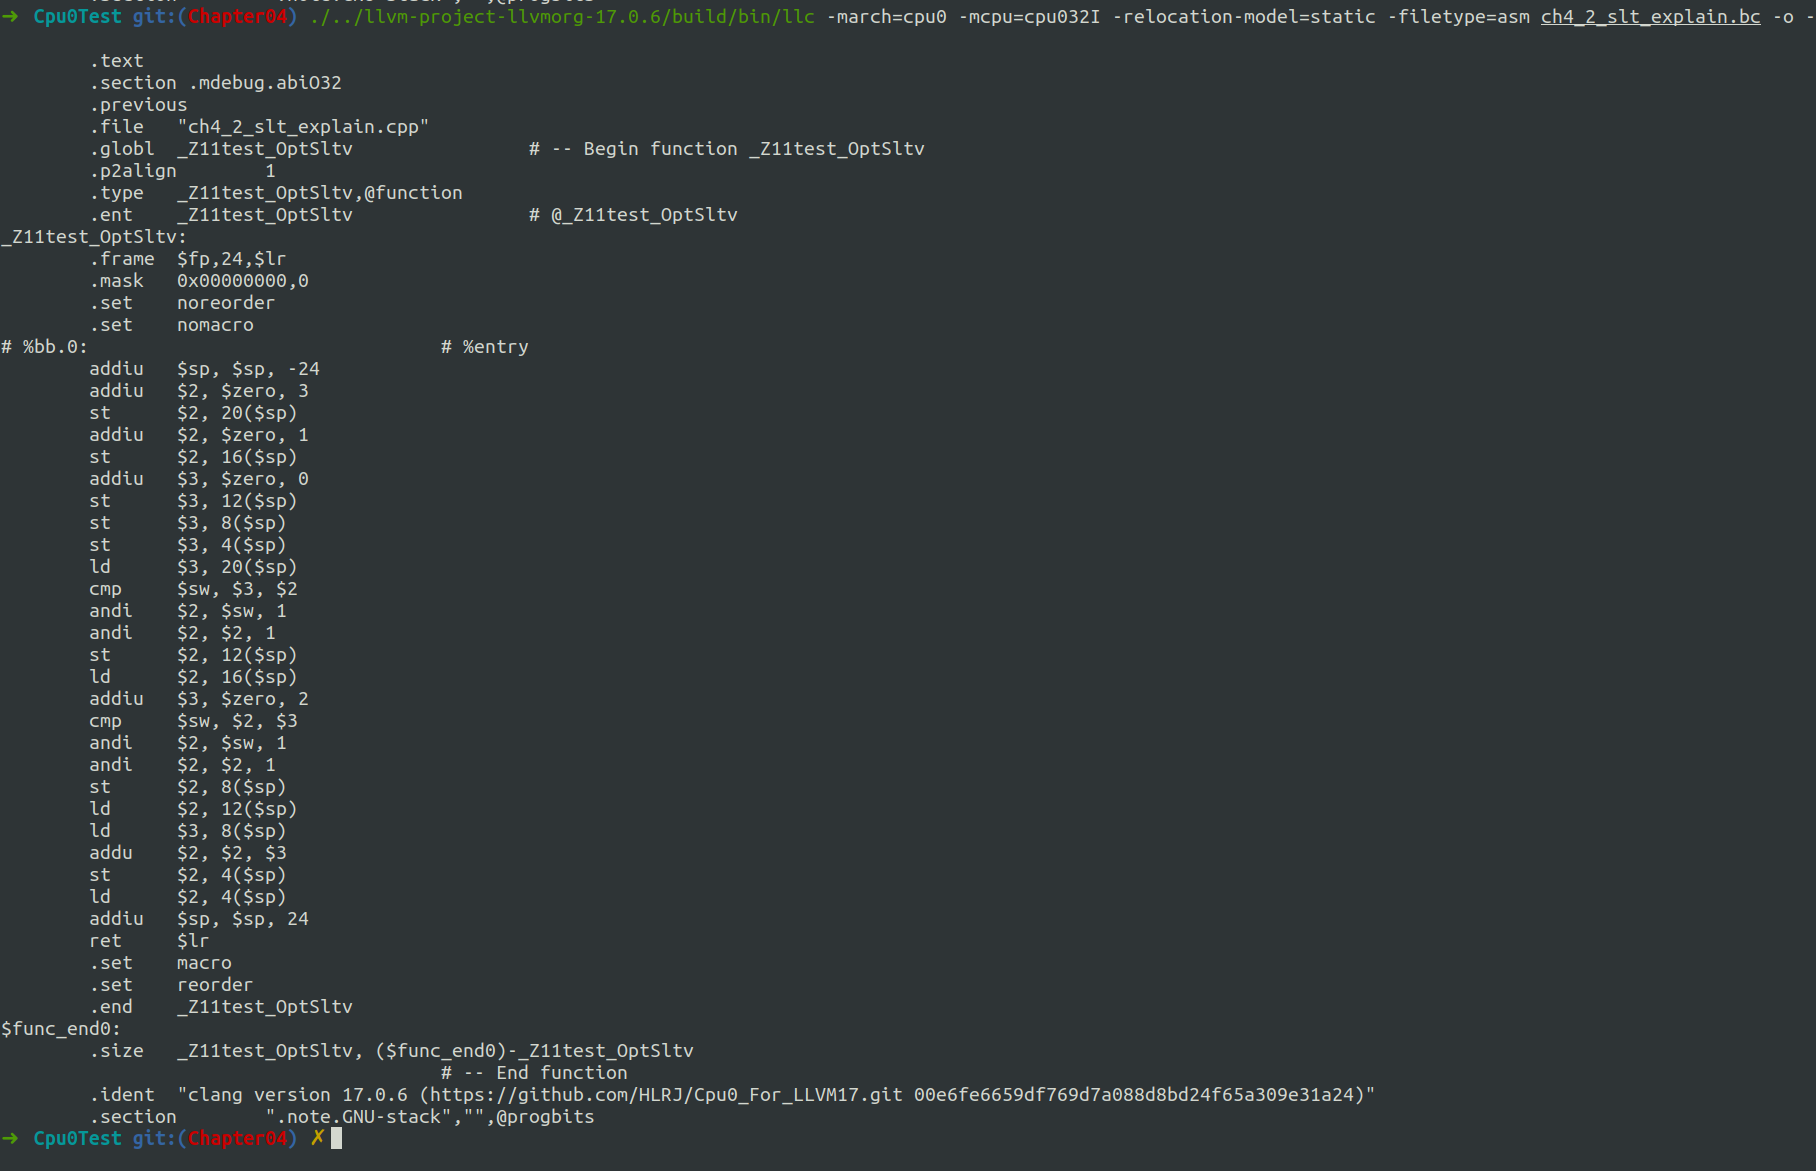 ➜  Cpu0Test git:(Chapter04) ./../llvm-project-llvmorg-17.0.6/build/bin/llc -march=cpu0 -mcpu=cpu032I -relocation-model=static -filetype=asm ch4_2_slt_explain.bc -o -
.text
.section .mdebug.abiO32
.previous
.file "ch4_2_slt_explain.cpp"
.globl _Z11test_OptSltv # -- Begin function _Z11test_OptSltv
.p2align 1
.type _Z11test_OptSltv,@function
.ent _Z11test_OptSltv # @_Z11test_OptSltv
_Z11test_OptSltv:
.frame $fp,24,$lr
.mask 0x00000000,0
.set noreorder
.set nomacro
# %bb.0: # %entry
addiu $sp, $sp, -24
addiu $2, $zero, 3
st $2, 20($sp)
addiu $2, $zero, 1
st $2, 16($sp)
addiu $3, $zero, 0
st $3, 12($sp)
st $3, 8($sp)
st $3, 4($sp)
ld $3, 20($sp)
cmp $sw, $3, $2
andi $2, $sw, 1
andi $2, $2, 1
st $2, 12($sp)
ld $2, 16($sp)
addiu $3, $zero, 2
cmp $sw, $2, $3
andi $2, $sw, 1
andi $2, $2, 1
st $2, 8($sp)
ld $2, 12($sp)
ld $3, 8($sp)
addu $2, $2, $3
st $2, 4($sp)
ld $2, 4($sp)
addiu $sp, $sp, 24
ret $lr
.set macro
.set reorder
.end _Z11test_OptSltv
$func_end0:
.size _Z11test_OptSltv, ($func_end0)-_Z11test_OptSltv
# -- End function
.ident "clang version 17.0.6 (https://github.com/HLRJ/Cpu0_For_LLVM17.git 00e6fe6659df769d7a088d8bd24f65a309e31a24)"
.section ".note.GNU-stack","",@progbits
➜  Cpu0Test git:(Chapter04) ✗